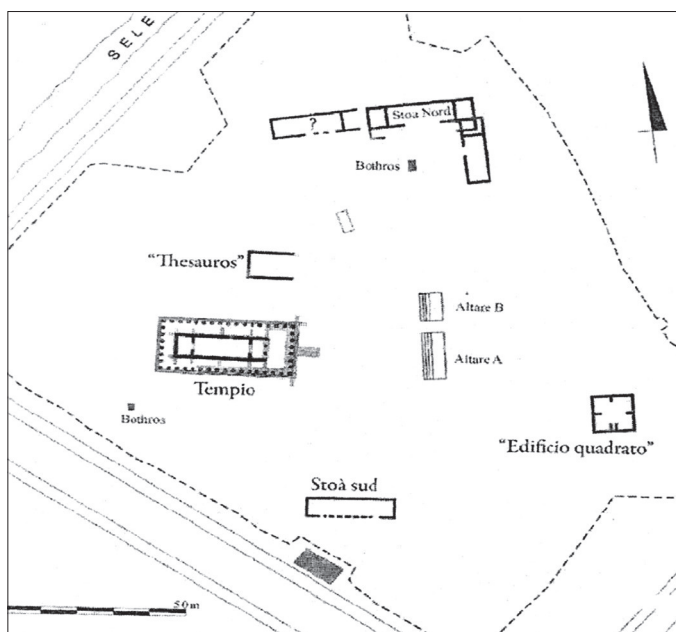 SELE
?
Stoa Nord
Bothros
“Thesauros”
Altare B
Altare A
Tempio
Bothros
“Edificio quadrato”
Stoà sud
50 m